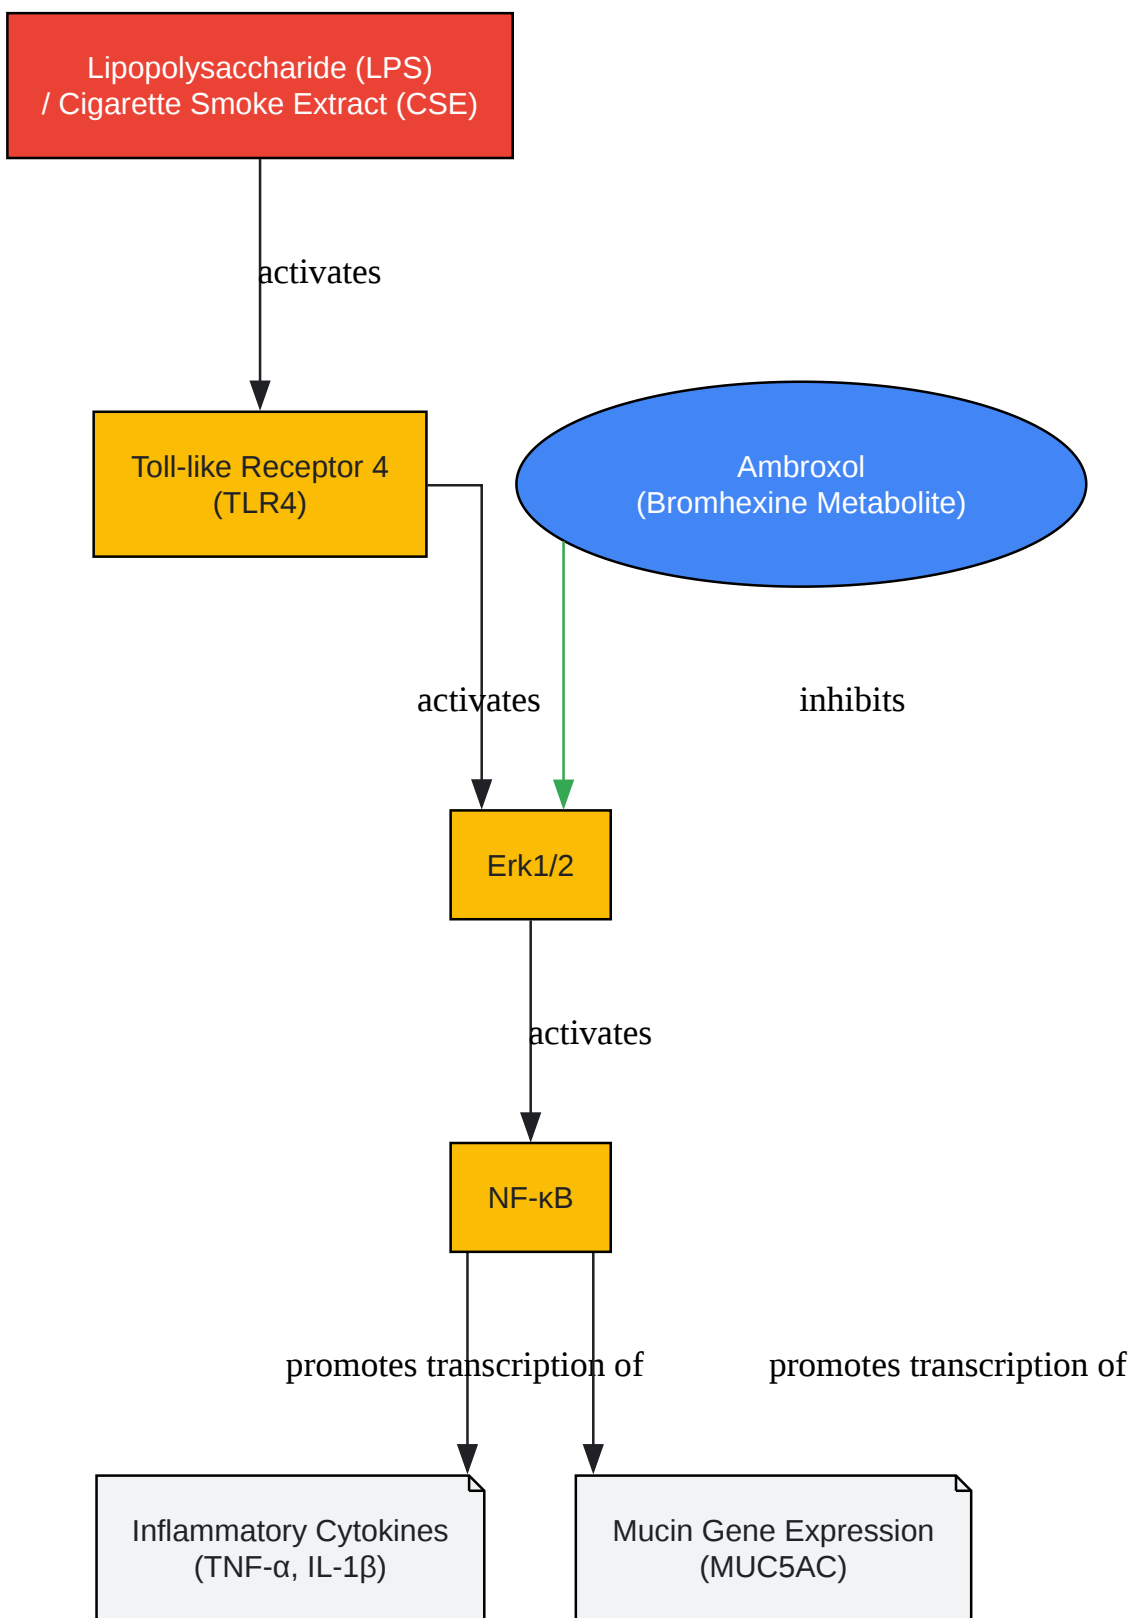 Lipopolysaccharide (LPS)
/ Cigarette Smoke Extract (CSE)
activates
Toll-like Receptor 4
(TLR4)
Ambroxol
(Bromhexine Metabolite)
activates
inhibits
Erk1/2
activates
NF-κB
promotes transcription of
promotes transcription of
Inflammatory Cytokines
(TNF-α, IL-1β)
Mucin Gene Expression
(MUC5AC)